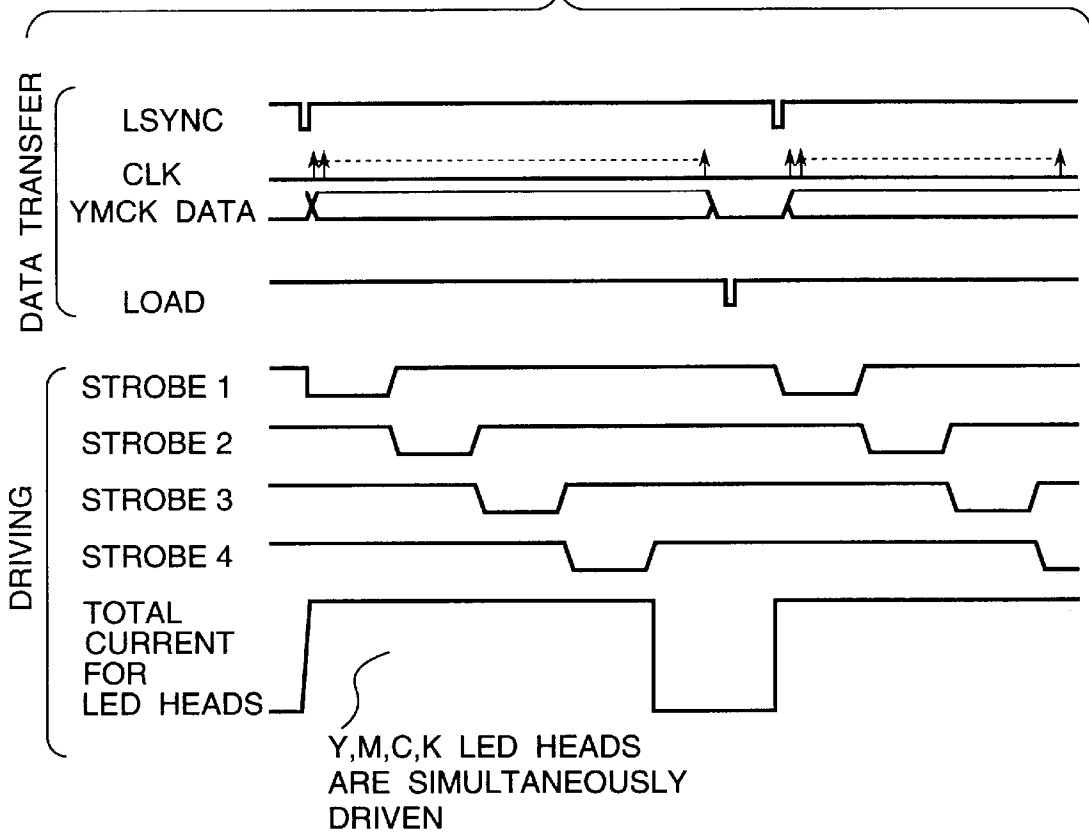 DATA TRANSFER
LSYNC
CLK
YMCK DATA
LOAD
DRIVING
STROBE 1
STROBE 2
STROBE 3
STROBE 4
TOTAL
CURRENT
FOR
LED HEADS
Y,M,C,K LED HEADS
ARE SIMULTANEOUSLY
DRIVEN